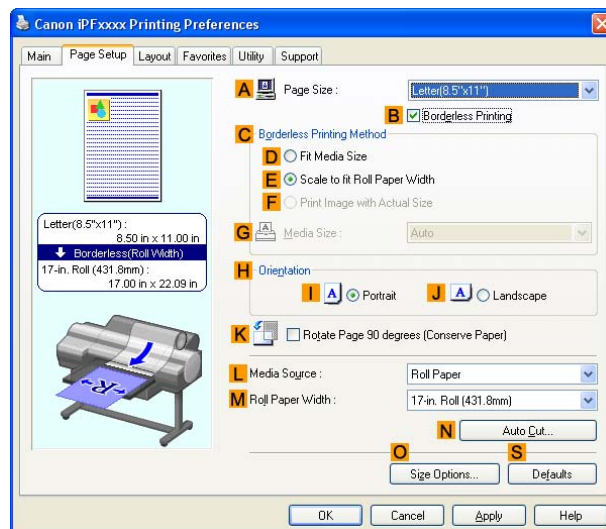 Canon iPFxxxx Printing Preferences
Main Page Setup Layout Favorites Utility Support
A Page Size : Letter(8.5"x11")
B Borderless Printing
C Borderless Printing Method
D Fit Media Size
E Scale to fit Roll Paper Width
F Print Image with Actual Size
G Media Size : Auto
Letter(8.5"x11") :
8.50 in x 11.00 in
Borderless(Roll Width)
17-in. Roll (431.8mm) :
17.00 in x 22.09 in
H Orientation
I A Portrait J A Landscape
K Rotate Page 90 degrees (Conserve Paper)
R
L Media Source : Roll Paper
M Roll Paper Width : 17-in. Roll (431.8mm)
N Auto Cut...
O S
Size Options... Defaults
OK Cancel Apply Help